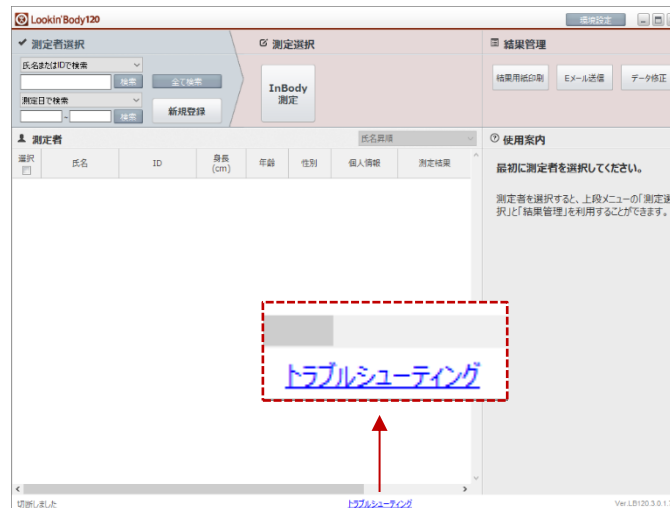 Lookin'Body120
環境設定
測定者選択
測定選択
結果管理
氏名またはIDで検索
検索
全て検索
測定日で検索
-
検索
新規登録
InBody
測定
結果用紙印刷
Eメール送信
データ修正
測定者
氏名昇順
使用案内
選択
氏名
ID
身長
(cm)
年齢
性別
個人情報
測定結果
最初に測定者を選択してください。
測定者を選択すると、上段メニューの「測定選
択」と「結果管理」を利用することができます。
トラブルシューティング
切断しました
トラブルシューティング
Ver.LB120.3.0.1.